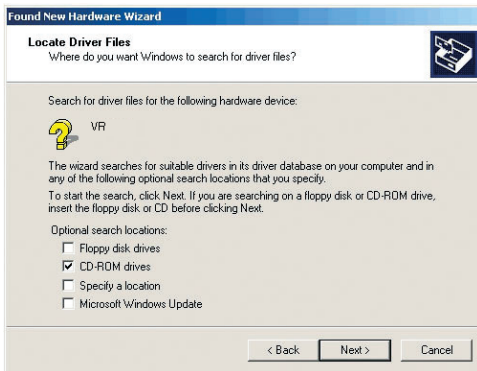 Found New Hardware Wizard
Locate Driver Files
Where do you want Windows to search for driver files?
Search for driver files for the following hardware device:
VR
The wizard searches for suitable drivers in its driver database on your computer and in
any of the following optional search locations that you specify.
To start the search, click Next. If you are searching on a floppy disk or CD-ROM drive,
insert the floppy disk or CD before clicking Next.
Optional search locations:
Floppy disk drives
CD-ROM drives
Specify a location
Microsoft Windows Update
< Back Next > Cancel